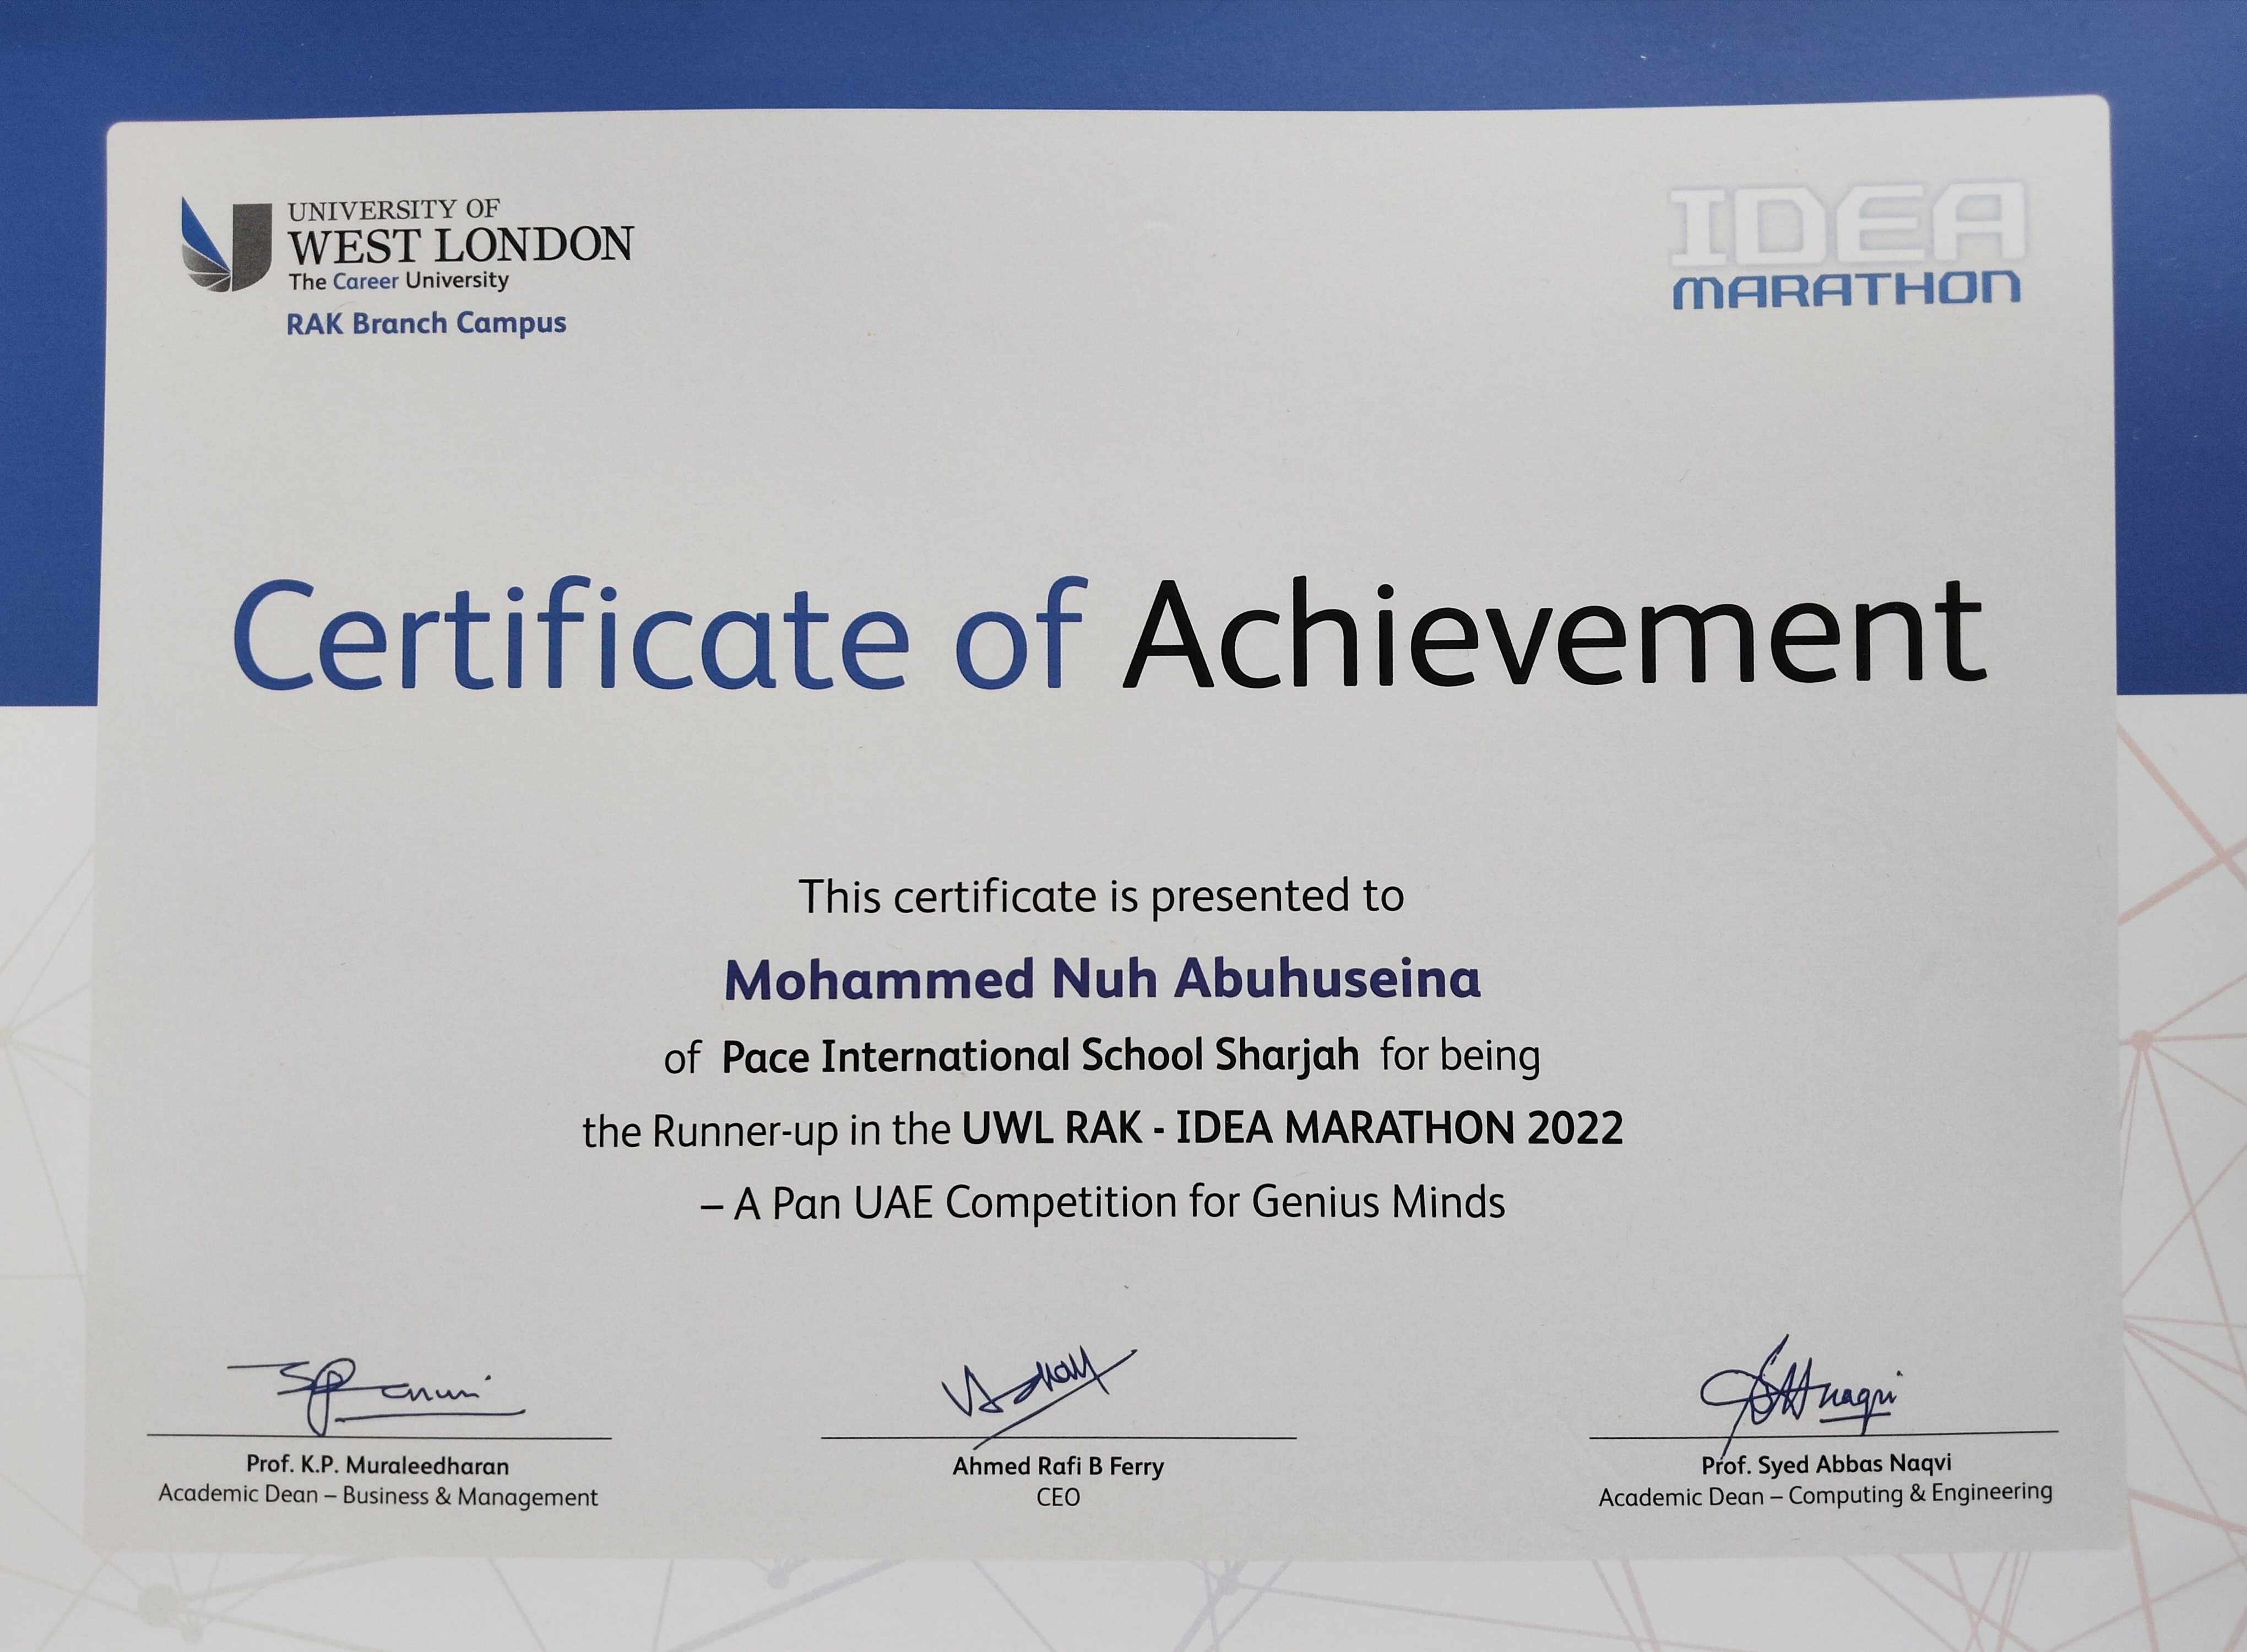 UNIVERSITY OF
WEST LONDON
The Career University
RAK Branch Campus
IDEA
MARATHON
Certificate of Achievement
This certificate is presented to
Mohammed Nuh Abuhuseina
of Pace International School Sharjah for being
the Runner-up in the UWL RAK - IDEA MARATHON 2022
– A Pan UAE Competition for Genius Minds
Prof. K.P. Muraleedharan
Academic Dean – Business & Management
Ahmed Rafi B Ferry
CEO
Prof. Syed Abbas Naqvi
Academic Dean – Computing & Engineering